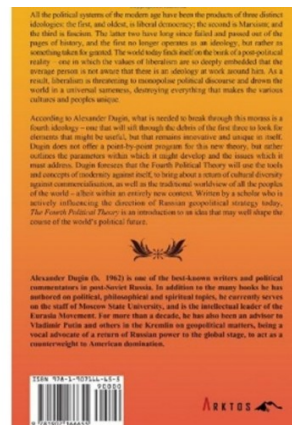 All the political systems of the modern age have been the products of three distinct
ideologies: the first, and oldest, is liberal democracy; the second is Marxism; and
the third is fascism. The latter two have long since failed and passed out of the
pages of history, and the first no longer operates as an ideology, but rather as
something taken for granted. The world today finds itself on the brink of a post-political
reality – one in which the values of liberalism are so deeply embedded that the
average person is not aware that there is an ideology at work around him. As a
result, liberalism is threatening to monopolise political discourse and drown the
world in a universal sameness, destroying everything that makes the various
cultures and peoples unique.
According to Alexander Dugin, what is needed to break through this morass is a
fourth ideology – one that will sift through the debris of the first three to look for
elements that might be useful, but that remains innovative and unique in itself.
Dugin does not offer a point-by-point program for this new theory, but rather
outlines the parameters within which it might develop and the issues which it
must address. Dugin foresees that the Fourth Political Theory will use the tools
and concepts of modernity against itself, to bring about a return of cultural diversity
against commercialisation, as well as the traditional worldview of all the peoples
of the world – albeit within an entirely new context. Written by a scholar who is
actively influencing the direction of Russian geopolitical strategy today,
The Fourth Political Theory is an introduction to an idea that may well shape the
course of the world's political future.
Alexander Dugin (b. 1962) is one of the best-known writers and political
commentators in post-Soviet Russia. In addition to the many books he has
authored on political, philosophical and spiritual topics, he currently serves
on the staff of Moscow State University, and is the intellectual leader of the
Eurasia Movement. For more than a decade, he has also been an advisor to
Vladimir Putin and others in the Kremlin on geopolitical matters, being a
vocal advocate of a return of Russian power to the global stage, to act as a
counterweight to American domination.
ARKTOS